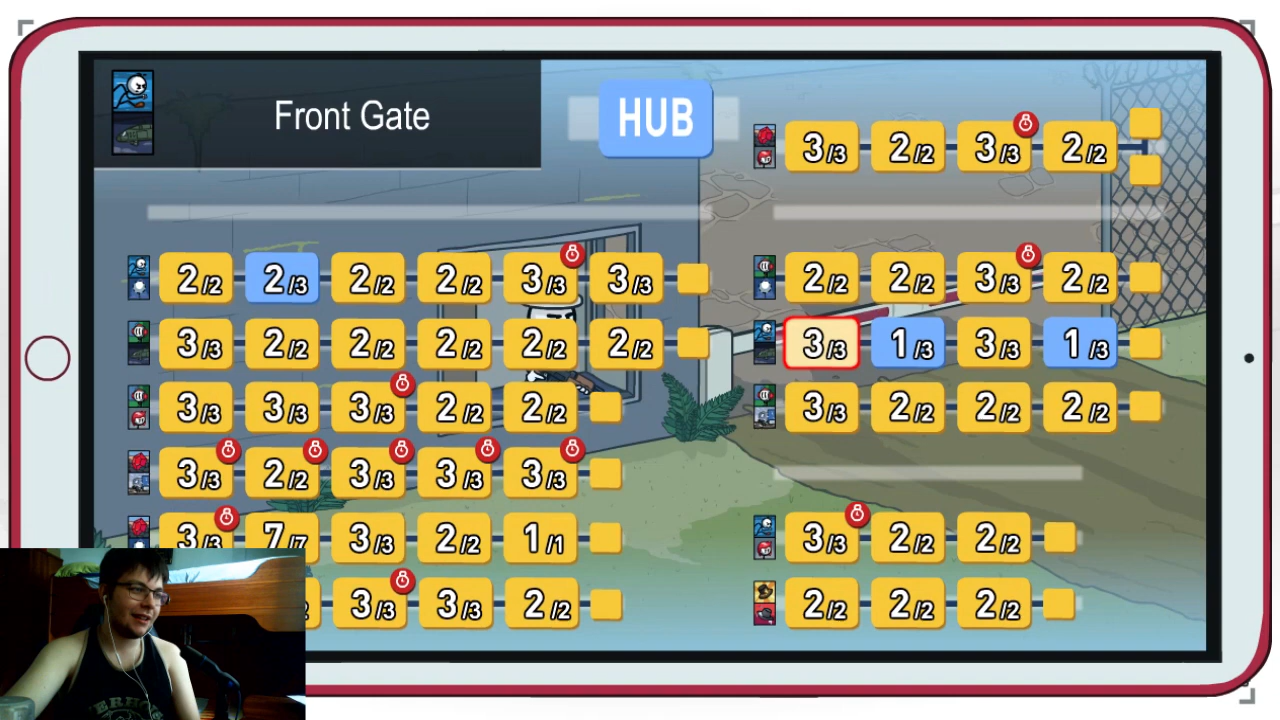 Front Gate
HUB
3/3 2/2 3/3 2/2
2/2 2/3 2/2 2/2 3/3 3/3
2/2 2/2 3/3 2/2
3/3 2/2 2/2 2/2 2/2 2/2
3/3 1/3 3/3 1/3
3/3 3/3 3/3 2/2 2/2
3/3 2/2 2/2 2/2
3/3 2/2 3/3 3/3 3/3
3/3 7/7 3/3 2/2 1/1
3/3 2/2 2/2
3/3 3/3 2/2
2/2 2/2 2/2